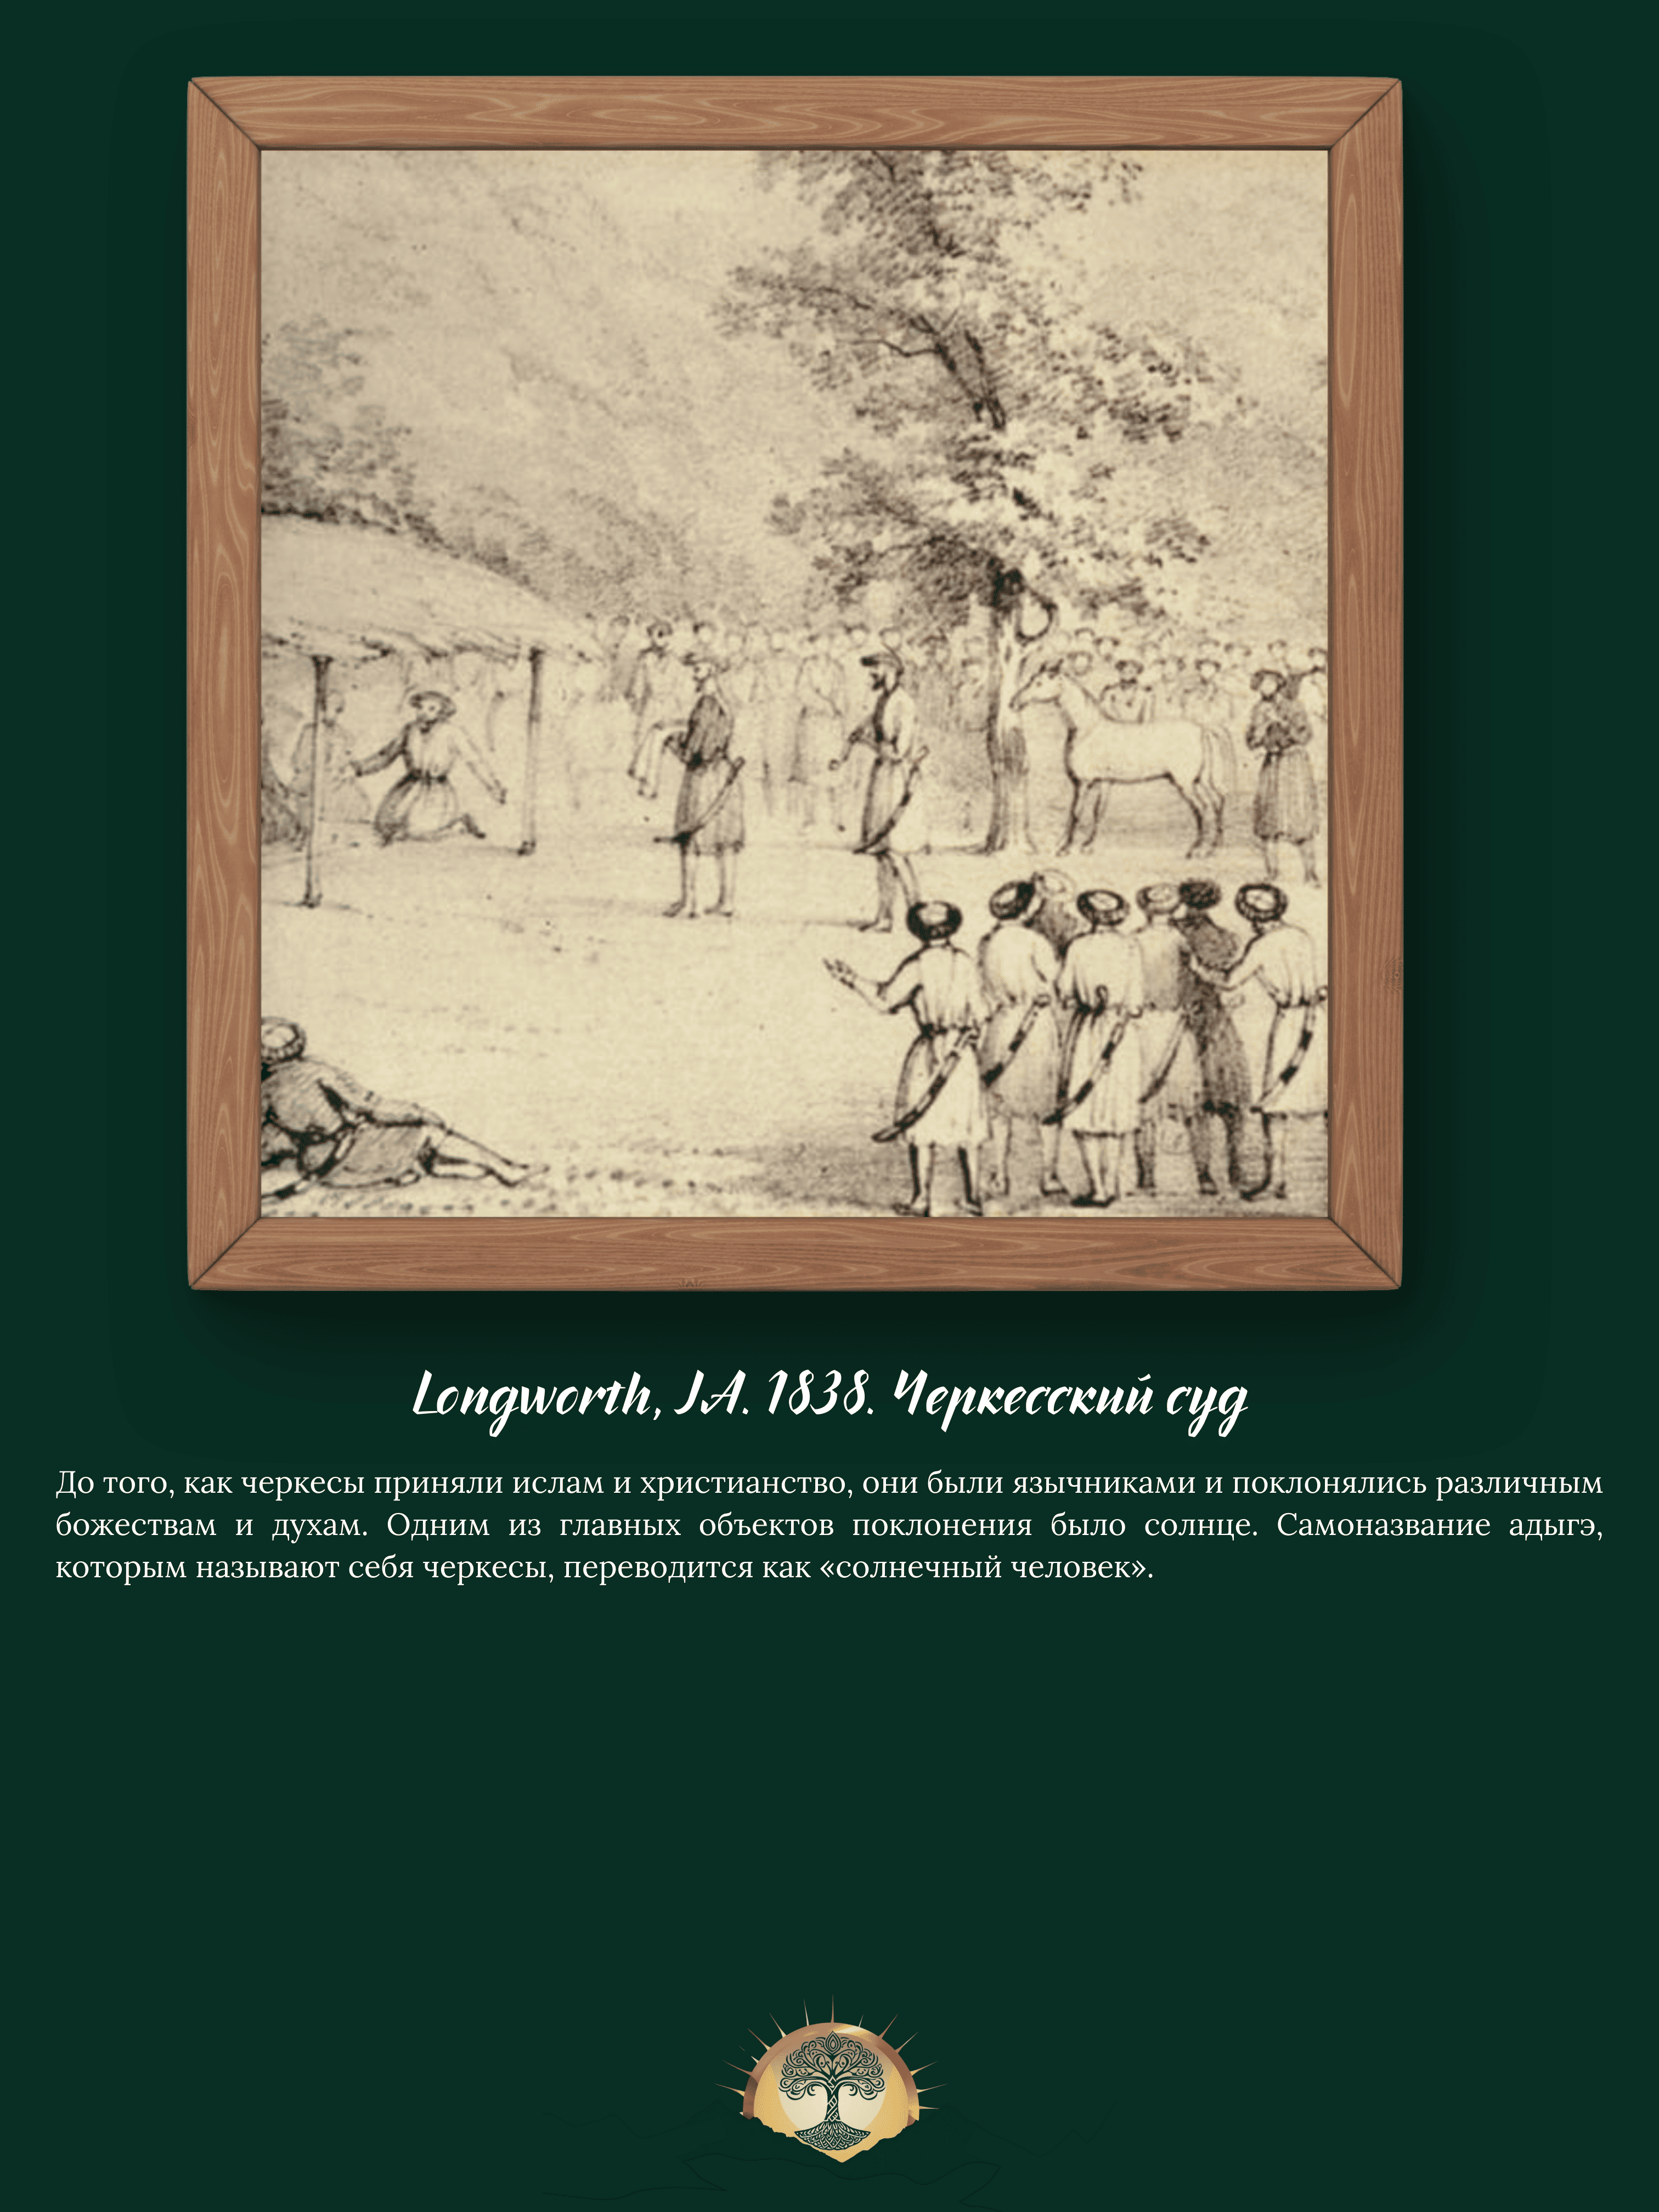 Longworth, J.A. 1838. Черкесский суд
До того, как черкесы приняли ислам и христианство, они были язычниками и поклонялись различным
божествам и духам. Одним из главных объектов поклонения было солнце. Самоназвание адыгэ,
которым называют себя черкесы, переводится как «солнечный человек».